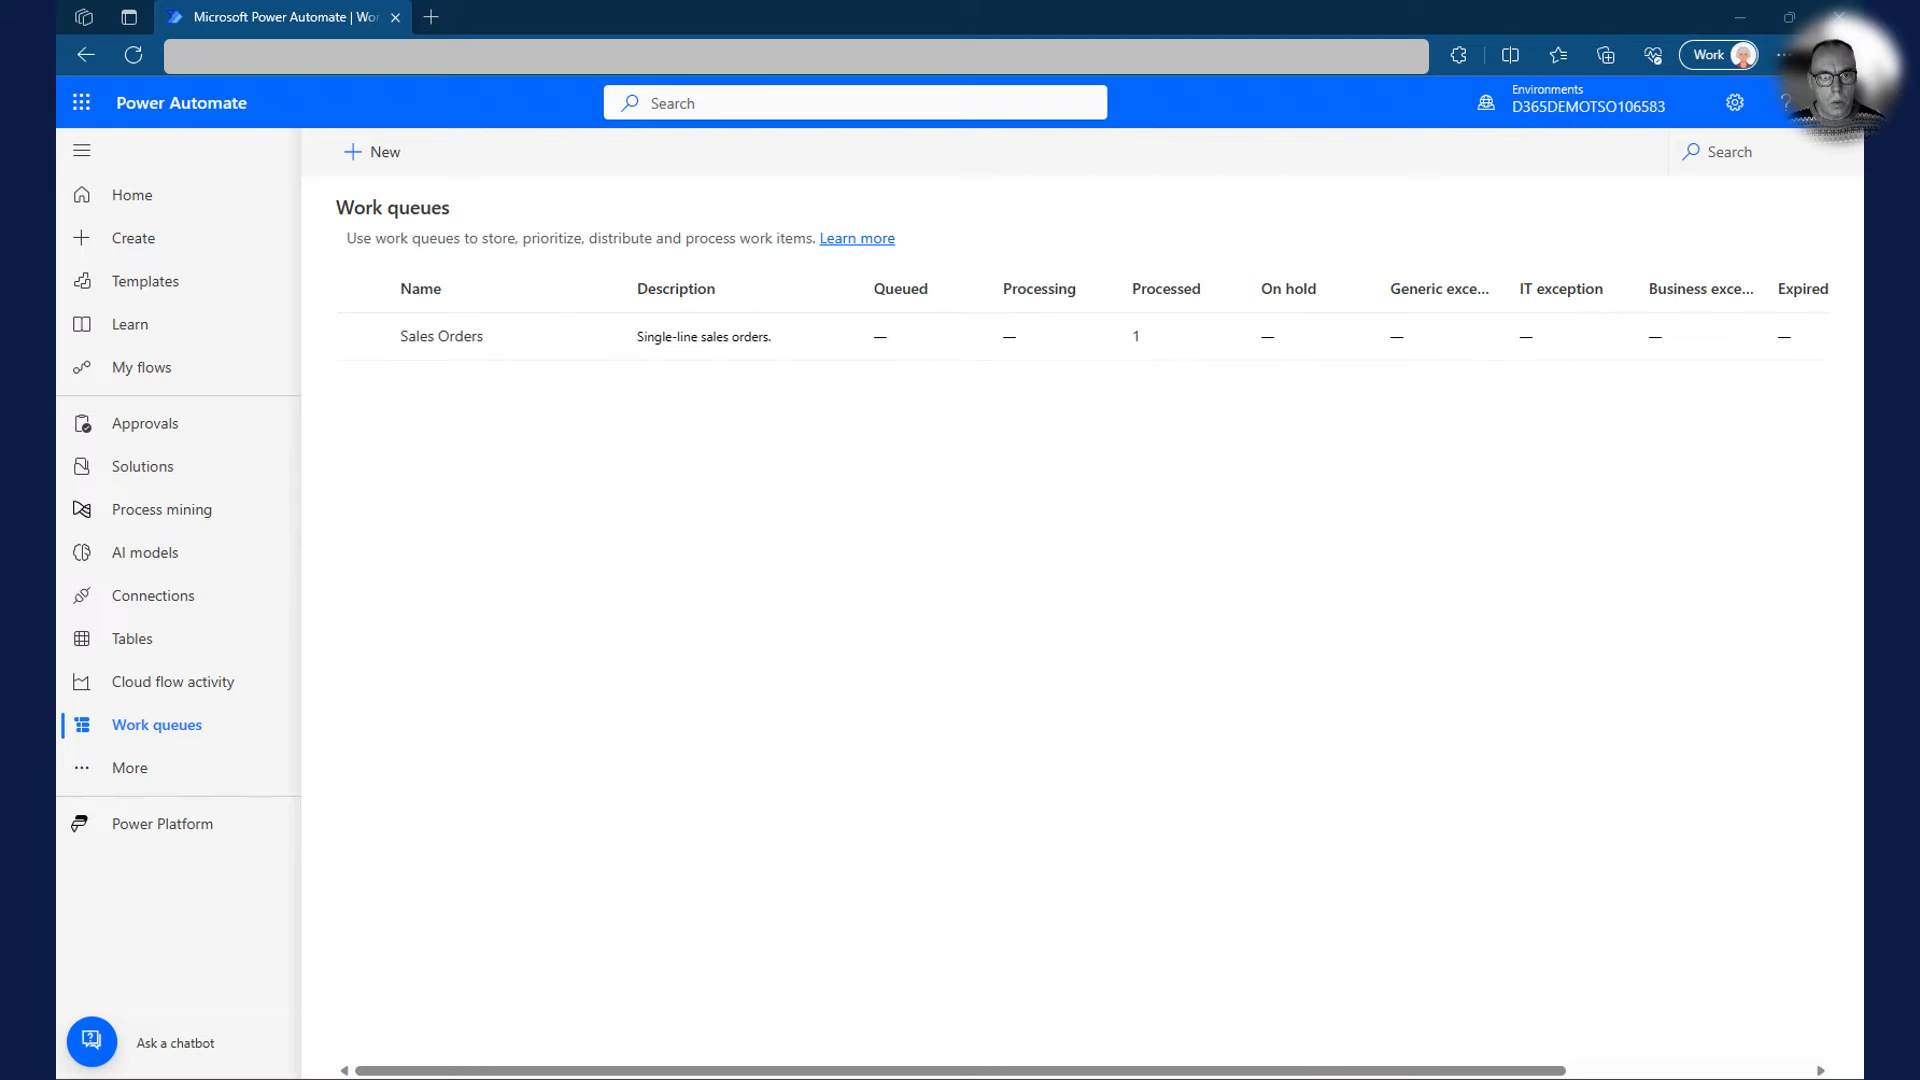 Microsoft Power Automate | Wo
Work
Power Automate
Search
Environments
D365DEMOTSO106583
New
Search
Home
Create
Templates
Learn
My flows
Approvals
Solutions
Process mining
AI models
Connections
Tables
Cloud flow activity
Work queues
More
Power Platform
Ask a chatbot
Work queues
Use work queues to store, prioritize, distribute and process work items. Learn more
Name Description Queued Processing Processed On hold Generic exce... IT exception Business exce... Expired
Sales Orders Single-line sales orders. — — 1 — — — — —